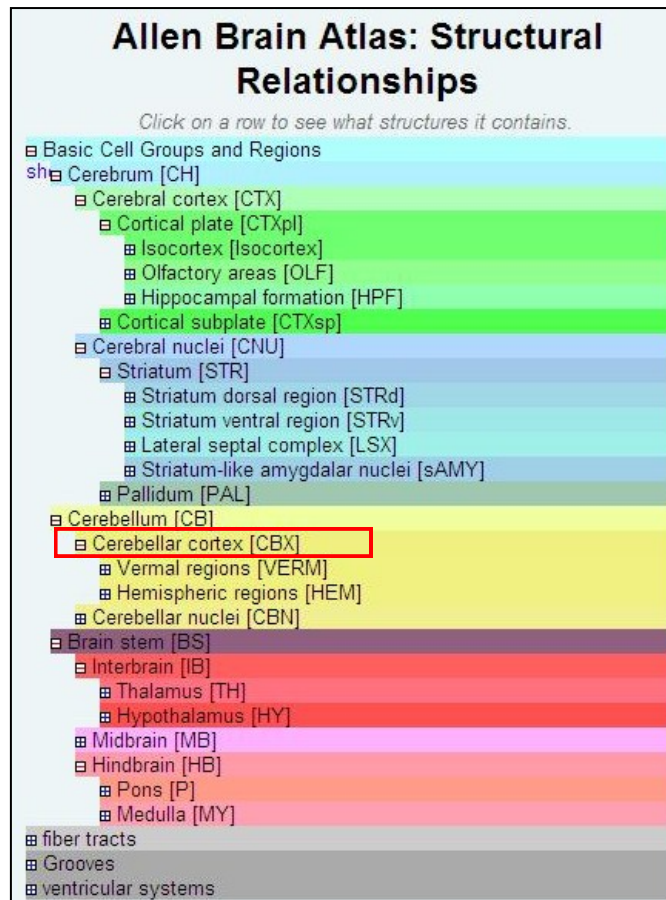 Allen Brain Atlas: Structural
Relationships
Click on a row to see what structures it contains.
Basic Cell Groups and Regions
Cerebrum [CH]
Cerebral cortex [CTX]
Cortical plate [CTXpl]
Isocortex [Isocortex]
Olfactory areas [OLF]
Hippocampal formation [HPF]
Cortical subplate [CTXsp]
Cerebral nuclei [CNU]
Striatum [STR]
Striatum dorsal region [STRd]
Striatum ventral region [STRv]
Lateral septal complex [LSX]
Striatum-like amygdalar nuclei [sAMY]
Pallidum [PAL]
Cerebellum [CB]
Cerebellar cortex [CBX]
Vermal regions [VERM]
Hemispheric regions [HEM]
Cerebellar nuclei [CBN]
Brain stem [BS]
Interbrain [IB]
Thalamus [TH]
Hypothalamus [HY]
Midbrain [MB]
Hindbrain [HB]
Pons [P]
Medulla [MY]
fiber tracts
Grooves
ventricular systems